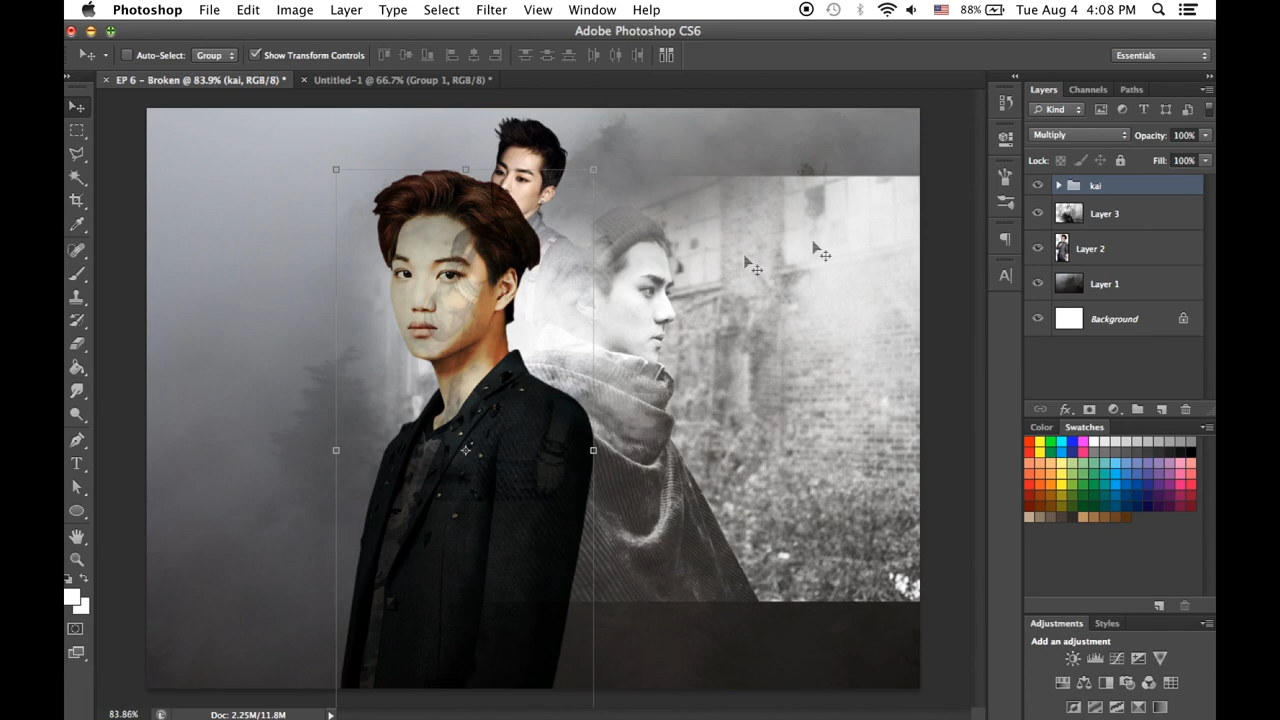 Photoshop File Edit Image Layer Type Select Filter View Window Help 88% Tue Aug 4 4:08 PM
Adobe Photoshop CS6
Auto-Select: Group Show Transform Controls Essentials
× EP 6 - Broken @ 83.9% (kai, RGB/8) * × Untitled-1 @ 66.7% (Group 1, RGB/8) *
Layers Channels Paths
Kind
Multiply Opacity: 100%
Lock: Fill: 100%
kai
Layer 3
Layer 2
Layer 1
Background
Color Swatches
Adjustments Styles
Add an adjustment
83.86% Doc: 2.25M/11.8M